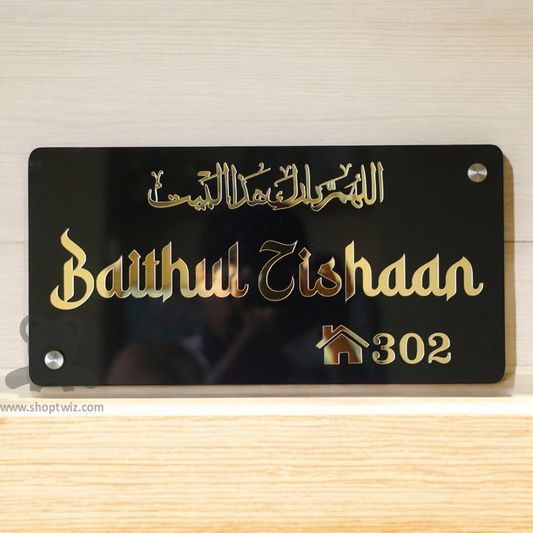 اللهم بارك هذا البيت
Baithul Zishaan
302
www.shoptwiz.com